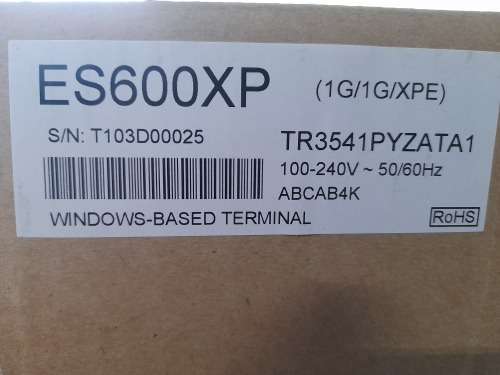 ES600XP (1G/1G/XPE)
S/N: T103D00025 TR3541PYZATA1
100-240V ~ 50/60Hz
ABCAB4K
WINDOWS-BASED TERMINAL RoHS